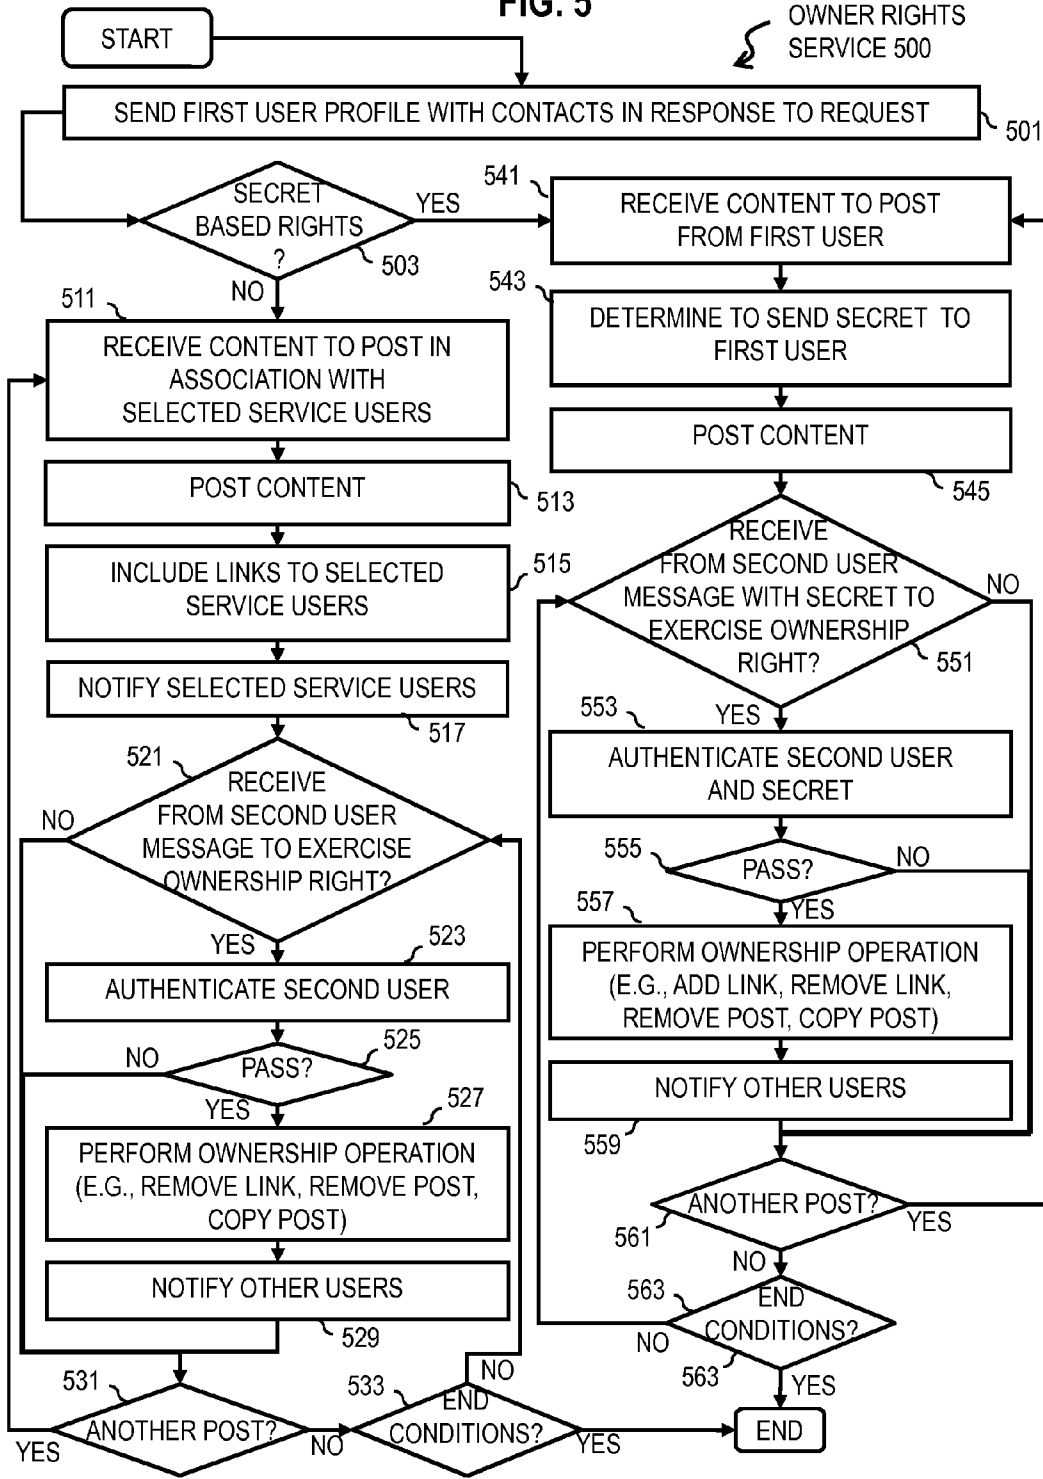 FIG. 5
OWNER RIGHTS
SERVICE 500
START
SEND FIRST USER PROFILE WITH CONTACTS IN RESPONSE TO REQUEST
501
SECRET
BASED RIGHTS
?
503
YES
NO
511
RECEIVE CONTENT TO POST IN
ASSOCIATION WITH
SELECTED SERVICE USERS
POST CONTENT
513
INCLUDE LINKS TO SELECTED
SERVICE USERS
515
NOTIFY SELECTED SERVICE USERS
517
521
RECEIVE
FROM SECOND USER
MESSAGE TO EXERCISE
OWNERSHIP RIGHT?
NO
YES
523
AUTHENTICATE SECOND USER
525
PASS?
NO
YES
527
PERFORM OWNERSHIP OPERATION
(E.G., REMOVE LINK, REMOVE POST,
COPY POST)
NOTIFY OTHER USERS
529
531
ANOTHER POST?
YES
NO
533
END
CONDITIONS?
NO
YES
541
RECEIVE CONTENT TO POST
FROM FIRST USER
543
DETERMINE TO SEND SECRET TO
FIRST USER
POST CONTENT
545
RECEIVE
FROM SECOND USER
MESSAGE WITH SECRET TO
EXERCISE OWNERSHIP
RIGHT?
NO
551
YES
553
AUTHENTICATE SECOND USER
AND SECRET
555
PASS?
NO
YES
557
PERFORM OWNERSHIP OPERATION
(E.G., ADD LINK, REMOVE LINK,
REMOVE POST, COPY POST)
NOTIFY OTHER USERS
559
ANOTHER POST?
561
YES
NO
563
END
CONDITIONS?
NO
563
YES
END